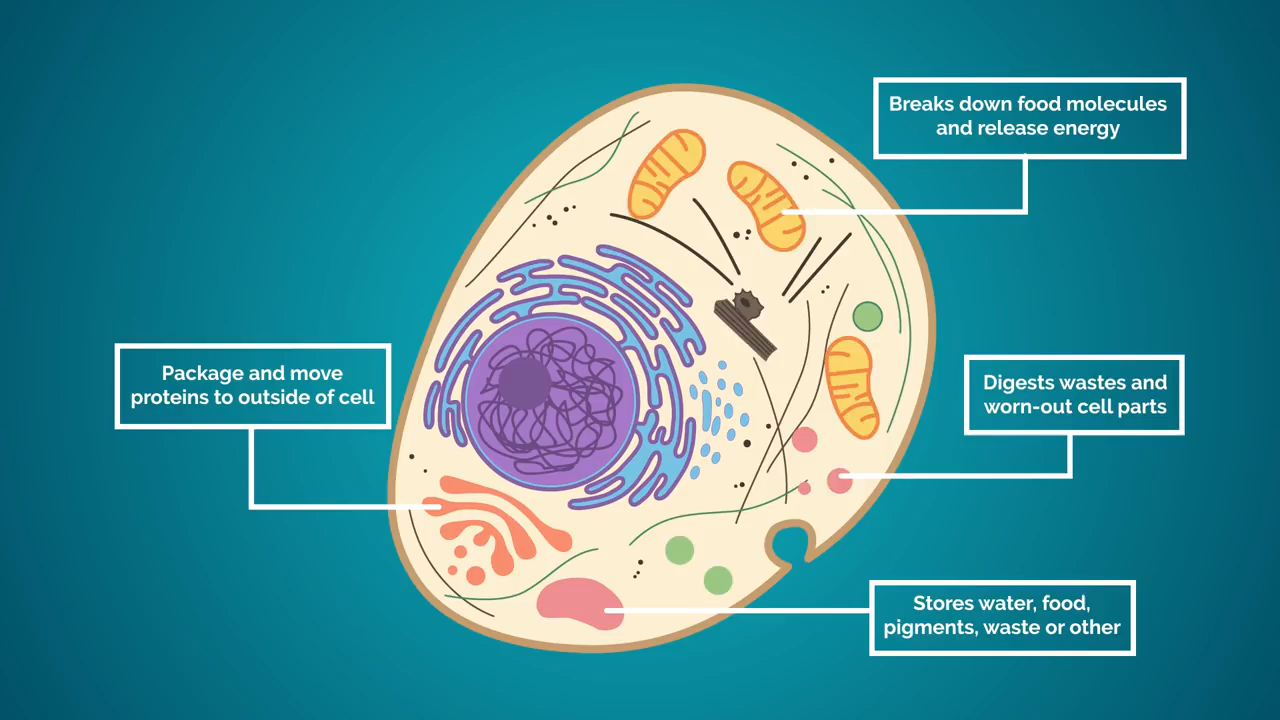 Breaks down food molecules
and release energy
Package and move
proteins to outside of cell
Digests wastes and
worn-out cell parts
Stores water, food,
pigments, waste or other